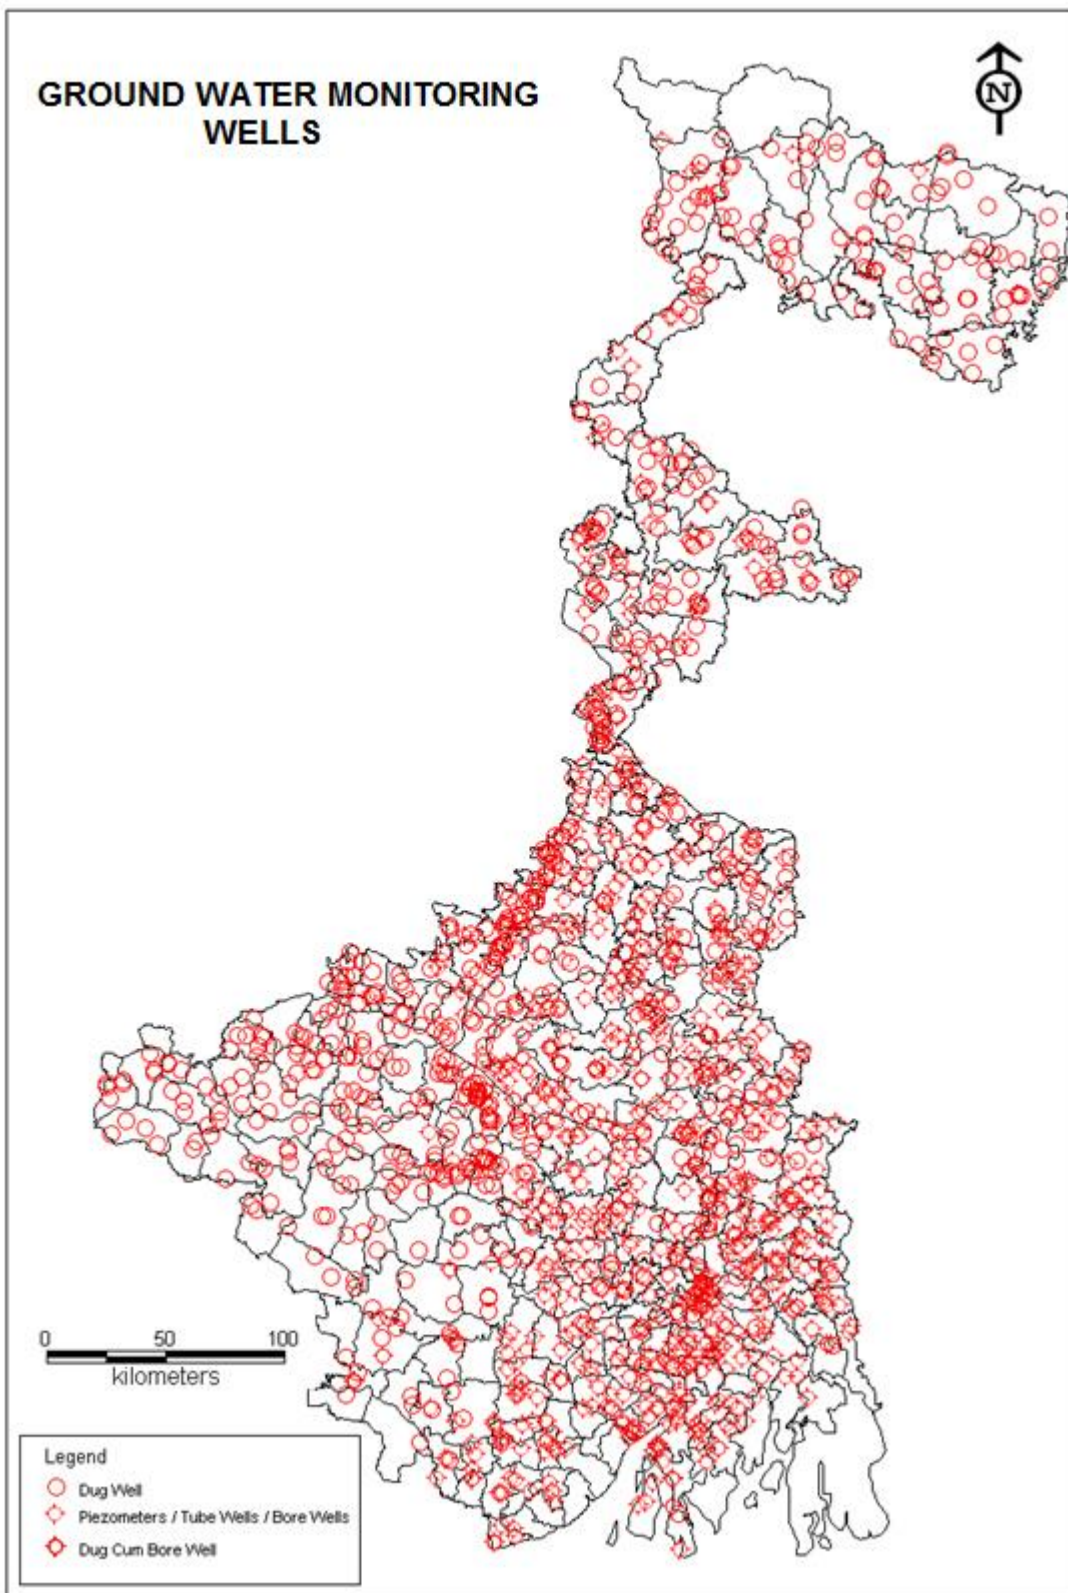 GROUND WATER MONITORING
WELLS
N
0 50 100
kilometers
Legend
Dug Well
Piezometers / Tube Wells / Bore Wells
Dug Cum Bore Well